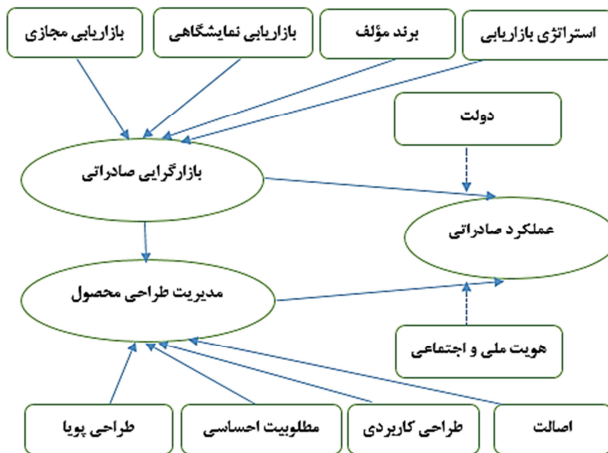 استراتژی بازاریابی
برند مؤلف
بازاریابی نمایشگاهی
بازاریابی مجازی
دولت
بازارگرایی صادراتی
عملکرد صادراتی
مدیریت طراحی محصول
هویت ملی و اجتماعی
اصالت
طراحی کاربردی
مطلوبیت احساسی
طراحی پویا